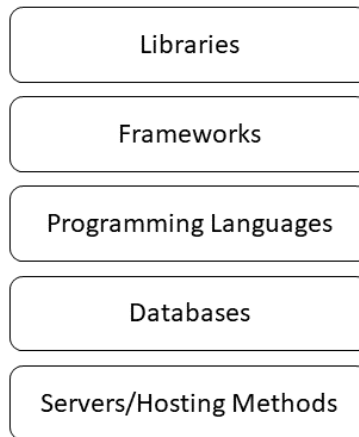 Libraries
Frameworks
Programming Languages
Databases
Servers/Hosting Methods